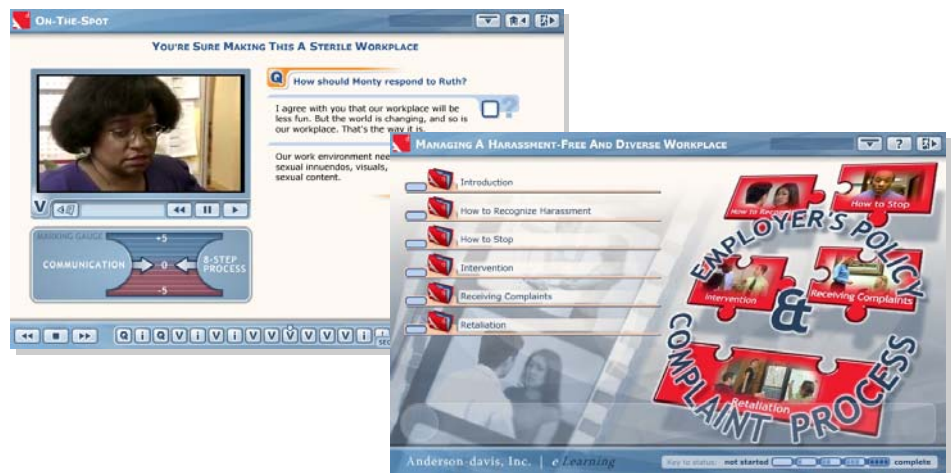 ON-THE-SPOT
YOU'RE SURE MAKING THIS A STERILE WORKPLACE
Q How should Monty respond to Ruth?
I agree with you that our workplace will be
less fun. But the world is changing, and so is
our workplace. That's the way it is.
?
Our work environment nee
sexual innuendos, visuals,
sexual content.
V
RANKING GAUGE
+5
COMMUNICATION
0
8-STEP
PROCESS
-5
Q i Q V i V i V V V V V V i
MANAGING A HARASSMENT-FREE AND DIVERSE WORKPLACE
?
Introduction
How to Recognize Harassment
How to Stop
Intervention
Receiving Complaints
Retaliation
How to Stop
EMPLOYER'S POLICY
Intervention
Receiving Complaints
&
COMPLAINT PROCESS
Retaliation
Anderson-davis, Inc. | eLearning
Key to status: not started complete